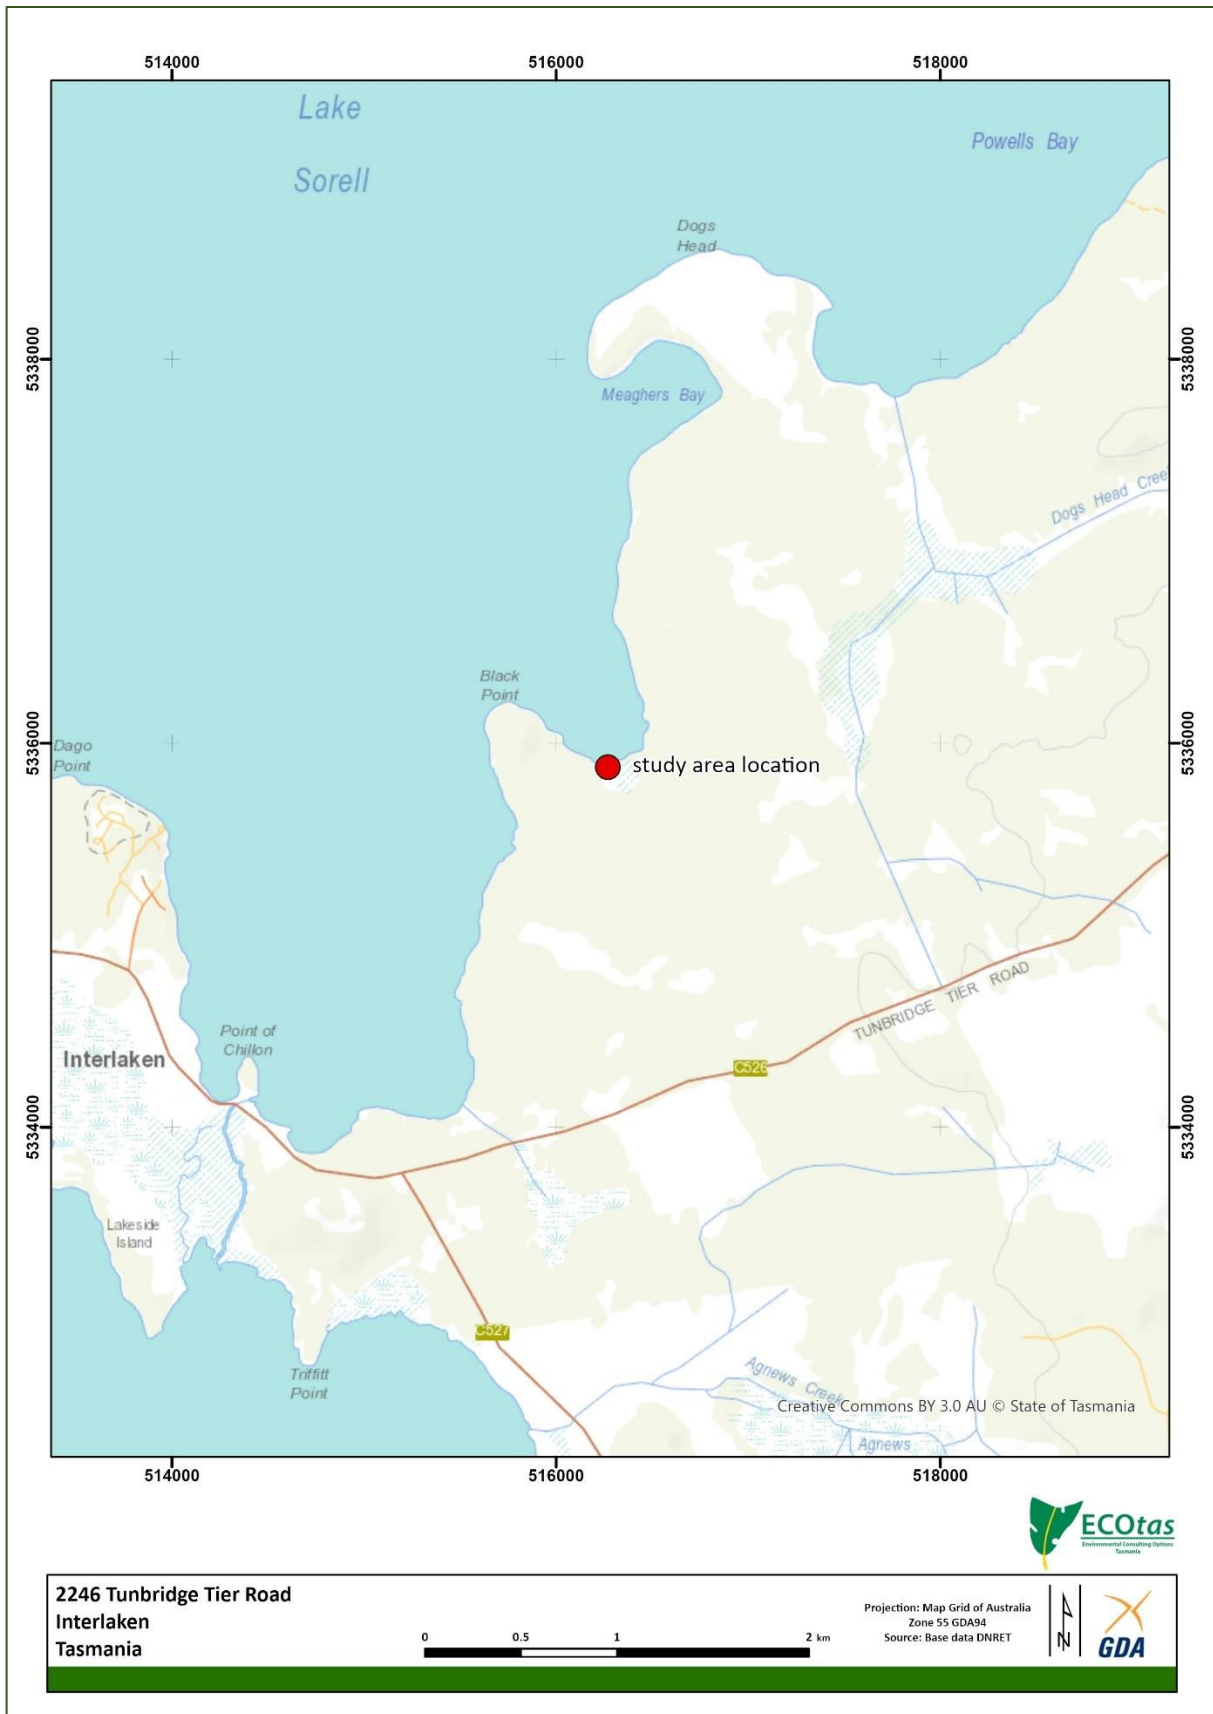 514000
516000
518000
Lake
Sorell
Powells Bay
Dogs
Head
5338000
5338000
Meaghers Bay
Dogs Head Cree
Black
Point
5336000
5336000
Dago
Point
study area location
Point of
Chillon
Interlaken
TUNBRIDGE TIER ROAD
C526
5334000
5334000
Lakeside
Island
C527
Triffitt
Point
Agnews Creek
Creative Commons BY 3.0 AU © State of Tasmania
Agnews
514000
516000
518000
ECOtas
Environmental Consulting Options
Tasmania
2246 Tunbridge Tier Road
Interlaken
Tasmania
0 0.5 1 2 km
Projection: Map Grid of Australia
Zone 55 GDA94
Source: Base data DNRET
N
GDA